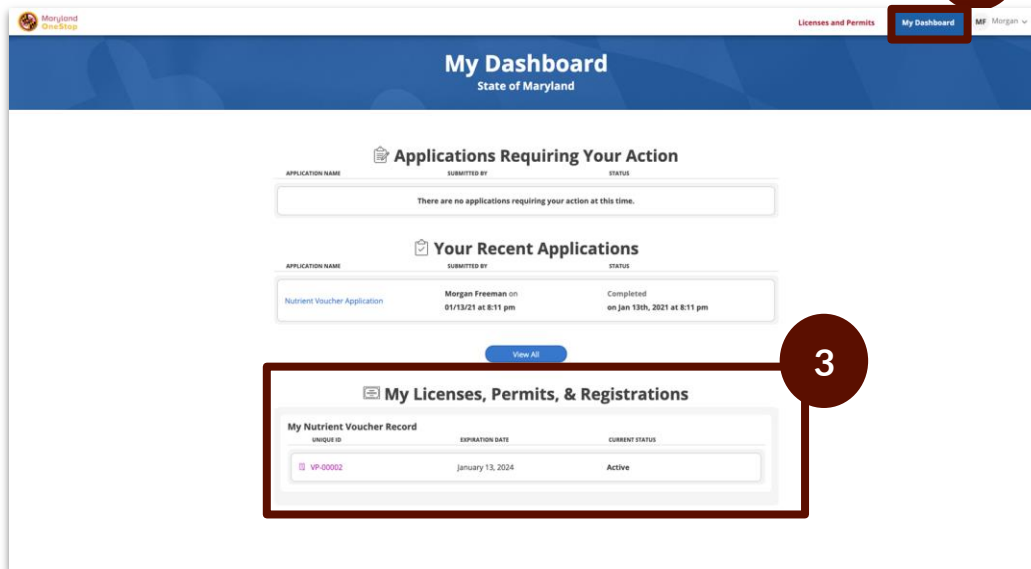 Maryland
OneStop
Licenses and Permits
My Dashboard
MF Morgan
My Dashboard
State of Maryland
Applications Requiring Your Action
APPLICATION NAME SUBMITTED BY STATUS
There are no applications requiring your action at this time.
Your Recent Applications
APPLICATION NAME SUBMITTED BY STATUS
Nutrient Voucher Application Morgan Freeman on Completed
01/13/21 at 8:11 pm on Jan 13th, 2021 at 8:11 pm
View All
3
My Licenses, Permits, & Registrations
My Nutrient Voucher Record
UNIQUE ID EXPIRATION DATE CURRENT STATUS
VP-00002 January 13, 2024 Active